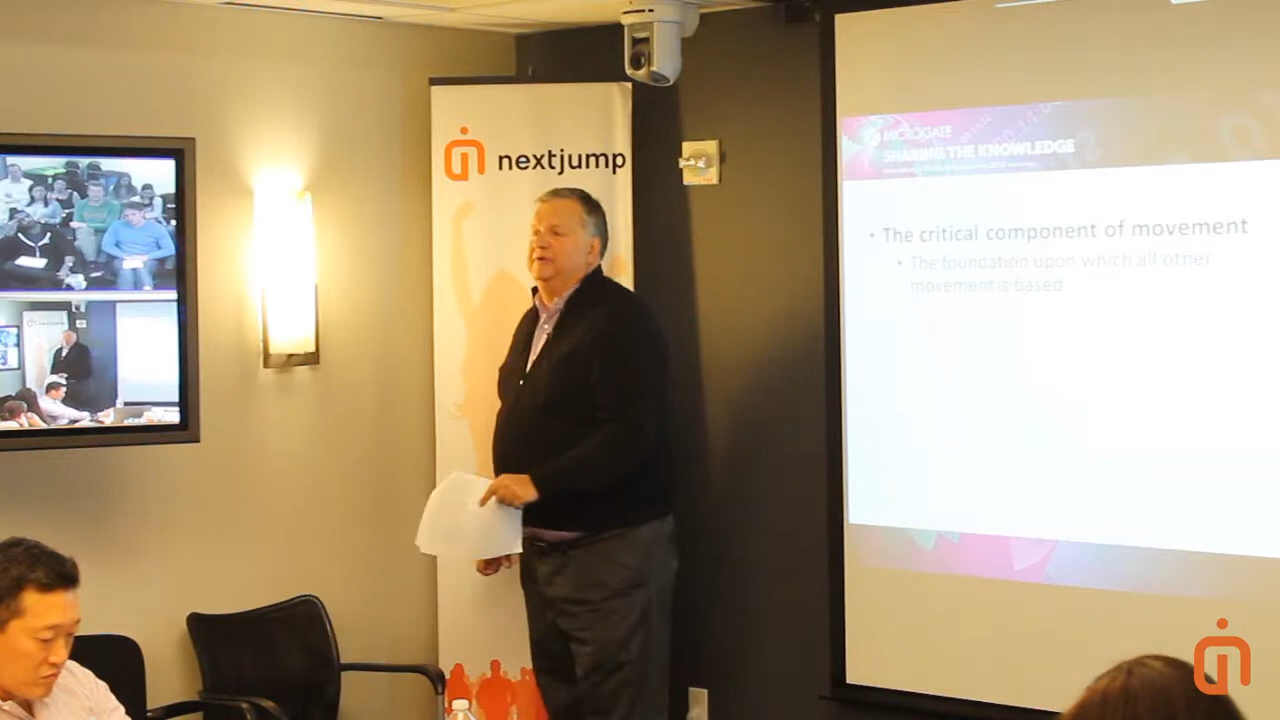 nextjump
MICROGATE
SHARING THE KNOWLEDGE
• The critical component of movement
• The foundation upon which all other
movement is based